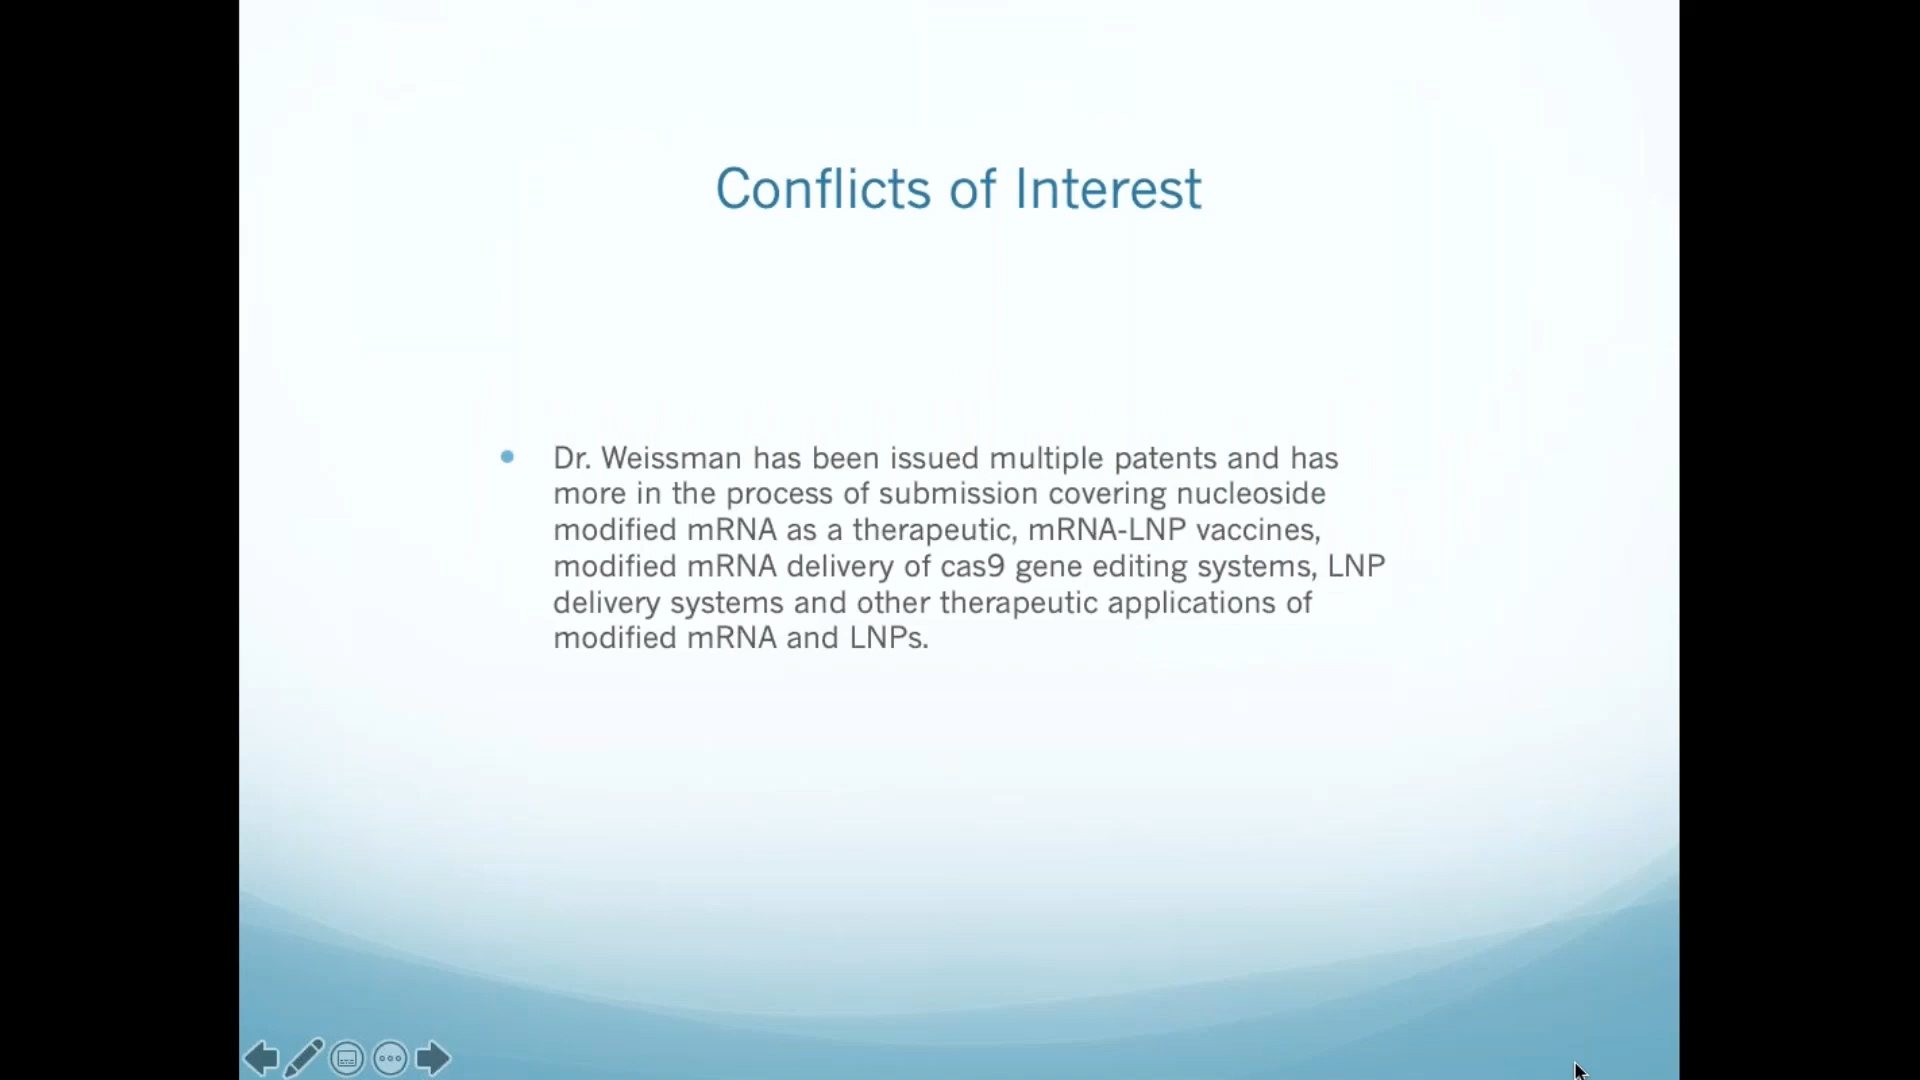 Conflicts of Interest
Dr. Weissman has been issued multiple patents and has
more in the process of submission covering nucleoside
modified mRNA as a therapeutic, mRNA-LNP vaccines,
modified mRNA delivery of cas9 gene editing systems, LNP
delivery systems and other therapeutic applications of
modified mRNA and LNPs.